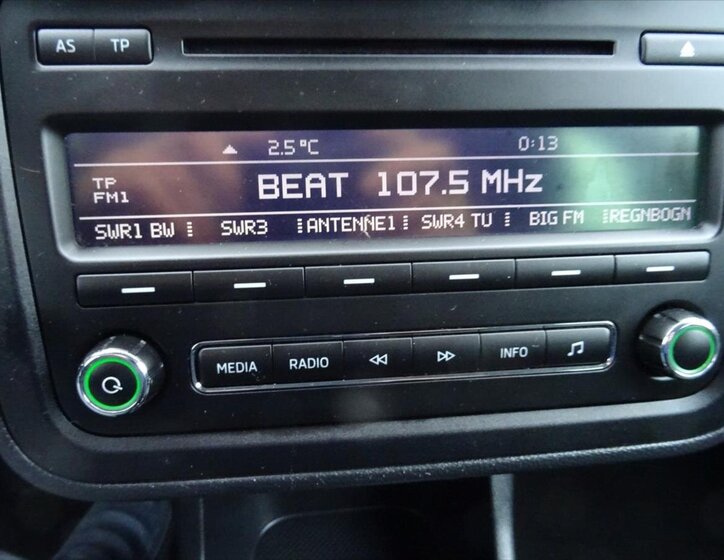 AS TP
2.5°C 0:13
TP
FM1
BEAT 107.5 MHz
SWR1 BW SWR3 ANTENNE1 SWR4 TU BIG FM REGNBOGN
MEDIA RADIO INFO